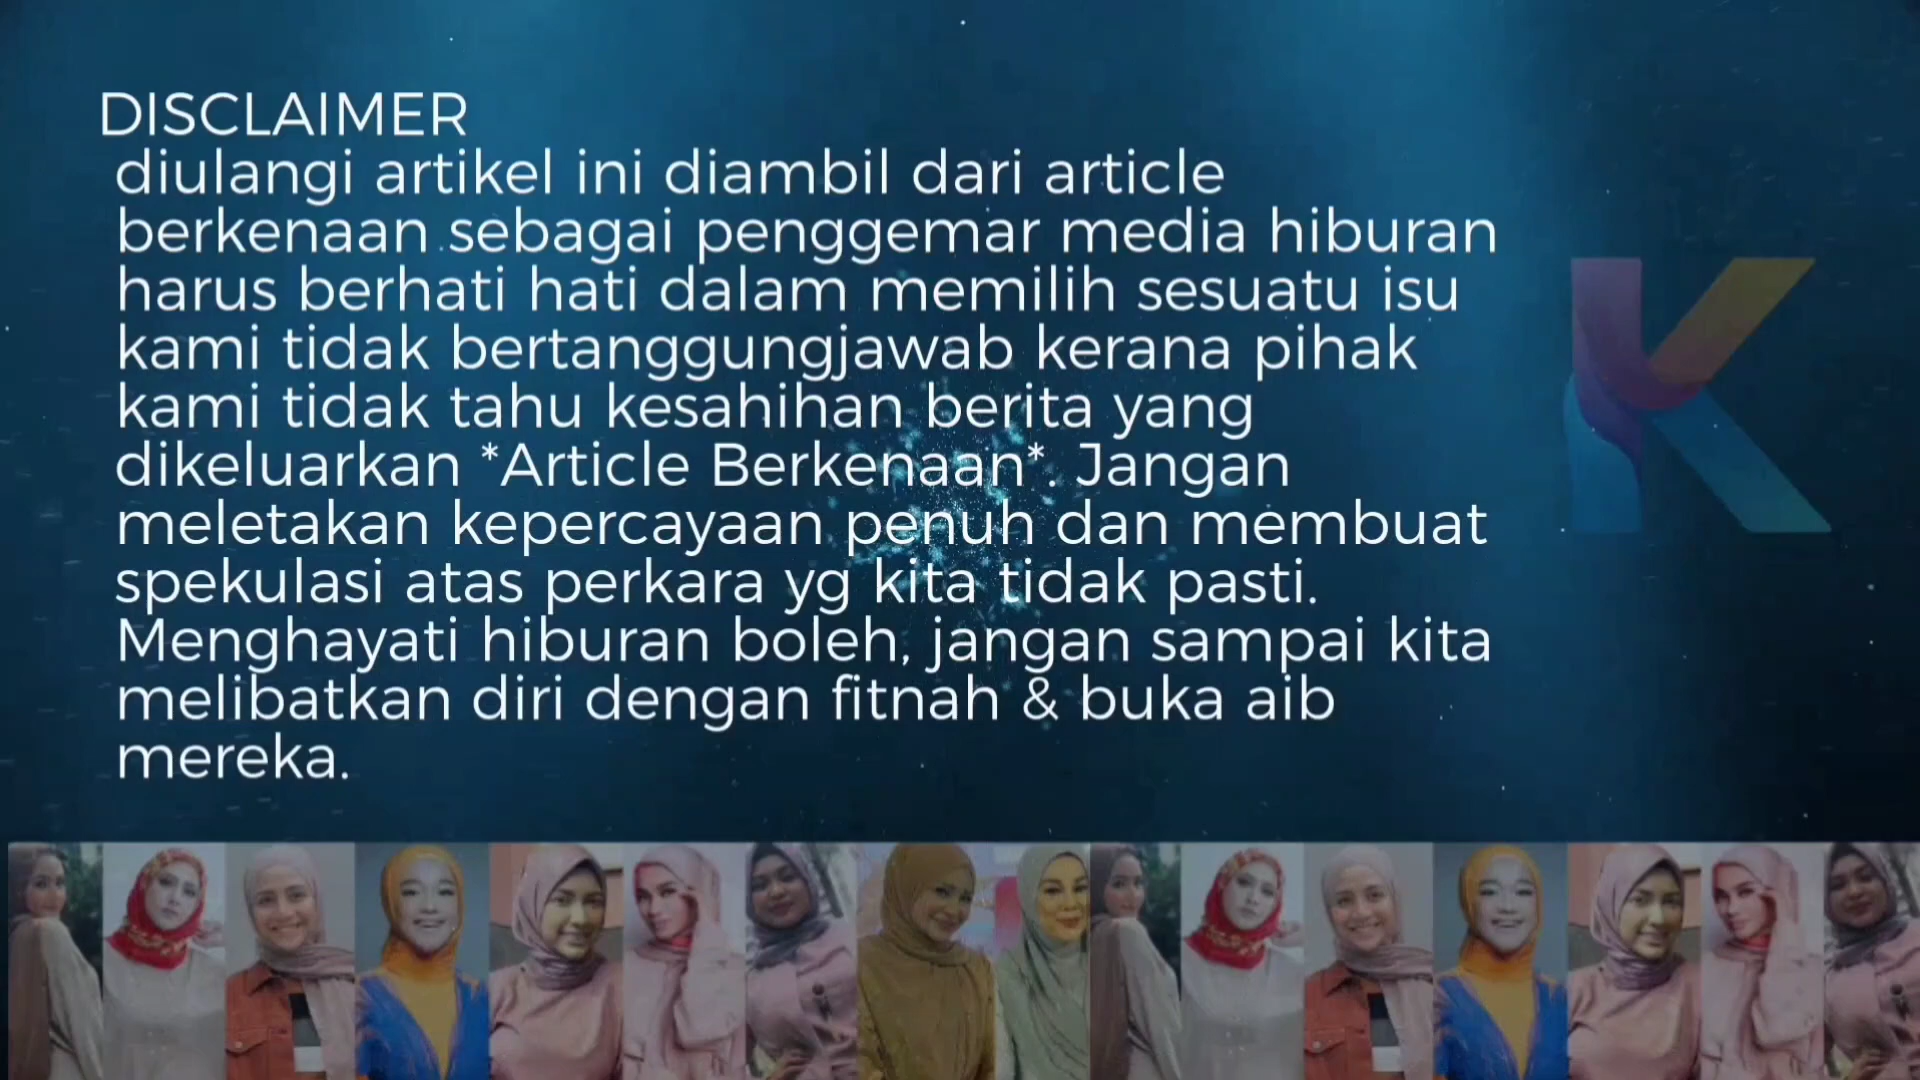 DISCLAIMER
diulangi artikel ini diambil dari article
berkenaan.sebagai penggemar media hiburan
harus berhati hati dalam memilih sesuatu isu
kami tidak bertanggungjawab kerana pihak
kami tidak tahu kesahihan berita yang
dikeluarkan *Article Berkenaan*. Jangan
meletakan kepercayaan penuh dan membuat
spekulasi atas perkara yg kita tidak pasti.
Menghayati hiburan boleh, jangan sampai kita
melibatkan diri dengan fitnah & buka aib
mereka.
K